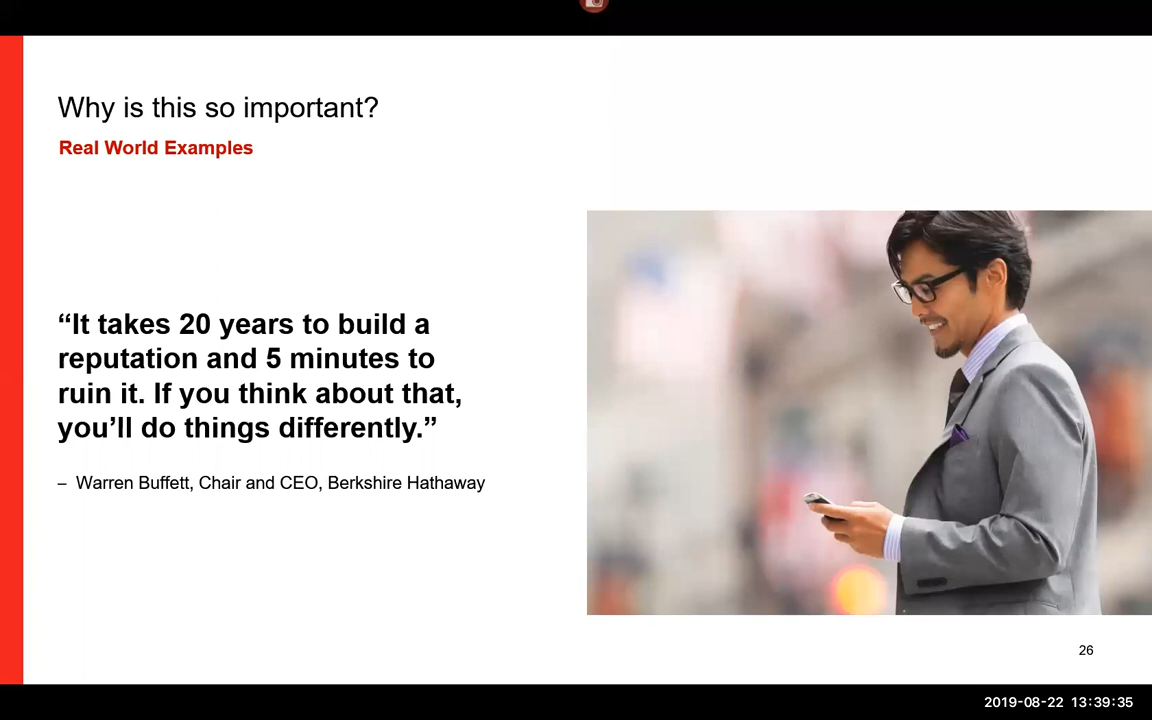 Why is this so important?
Real World Examples
“It takes 20 years to build a
reputation and 5 minutes to
ruin it. If you think about that,
you’ll do things differently.”
– Warren Buffett, Chair and CEO, Berkshire Hathaway
26
2019-08-22 13:39:35